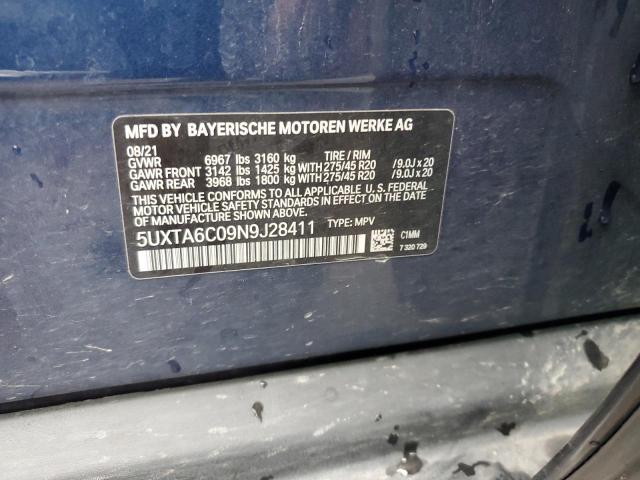 MFD BY BAYERISCHE MOTOREN WERKE AG
08/21
GVWR 6967 lbs 3160 kg TIRE / RIM
GAWR FRONT 3142 lbs 1425 kg WITH 275/45 R20 /9.0J x 20
GAWR REAR 3968 lbs 1800 kg WITH 275/45 R20 /9.0J x 20
THIS VEHICLE CONFORMS TO ALL APPLICABLE U.S. FEDERAL
MOTOR VEHICLE SAFETY STANDARDS IN EFFECT ON THE DATE
OF MANUFACTURE SHOWN ABOVE.
5UXTA6C09N9J28411 TYPE: MPV
C1MM
7 320 729